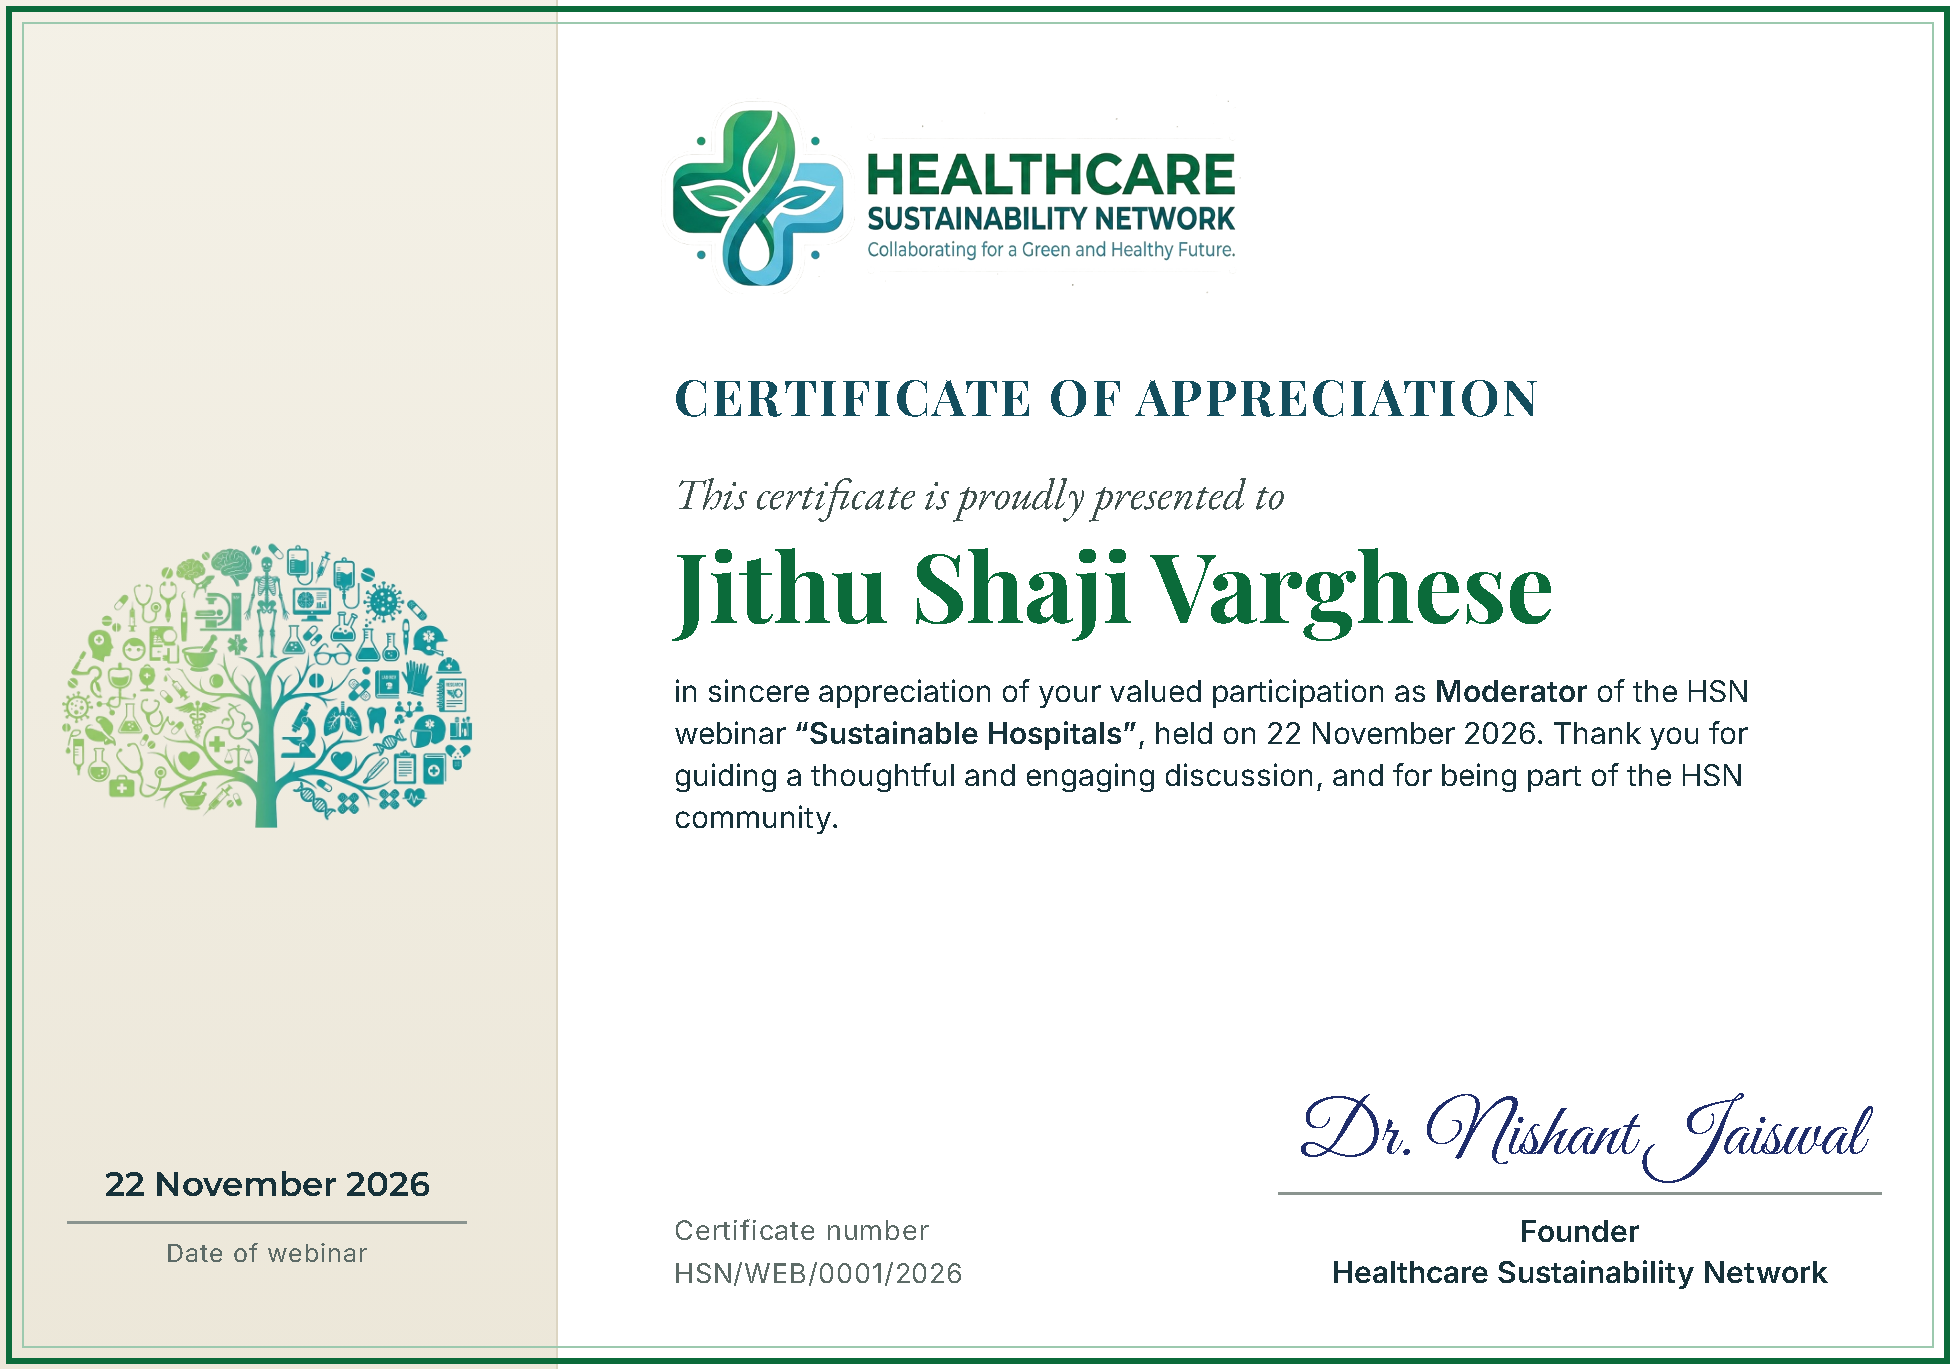 HEALTHCARE
SUSTAINABILITY NETWORK
Collaborating for a Green and Healthy Future.
CERTIFICATE OF APPRECIATION
This certificate is proudly presented to
Jithu Shaji Varghese
in sincere appreciation of your valued participation as Moderator of the HSN
webinar “Sustainable Hospitals”, held on 22 November 2026. Thank you for
guiding a thoughtful and engaging discussion, and for being part of the HSN
community.
22 November 2026
Date of webinar
Certificate number
HSN/WEB/0001/2026
Dr. Nishant Jaiswal
Founder
Healthcare Sustainability Network